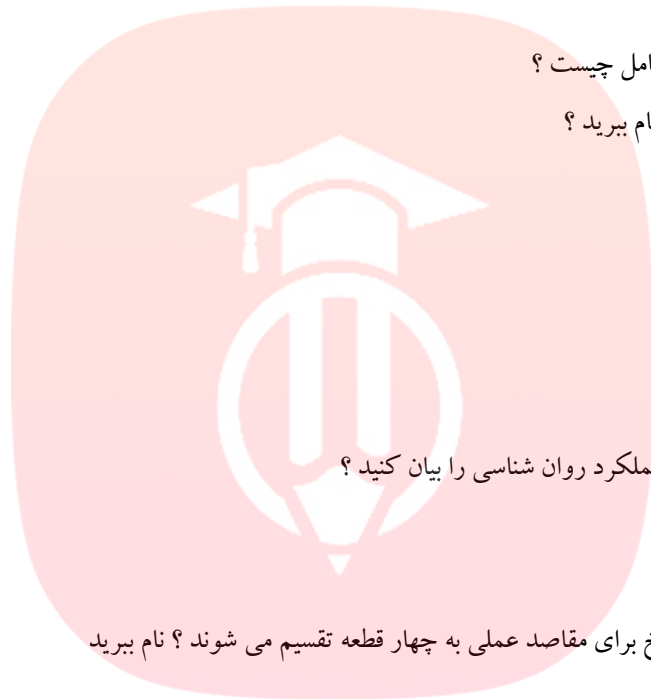 امل چیست ؟
ام ببرید ؟
ملکرد روان شناسی را بیان کنید ؟
خ برای مقاصد عملی به چهار قطعه تقسیم می شوند ؟ نام ببرید